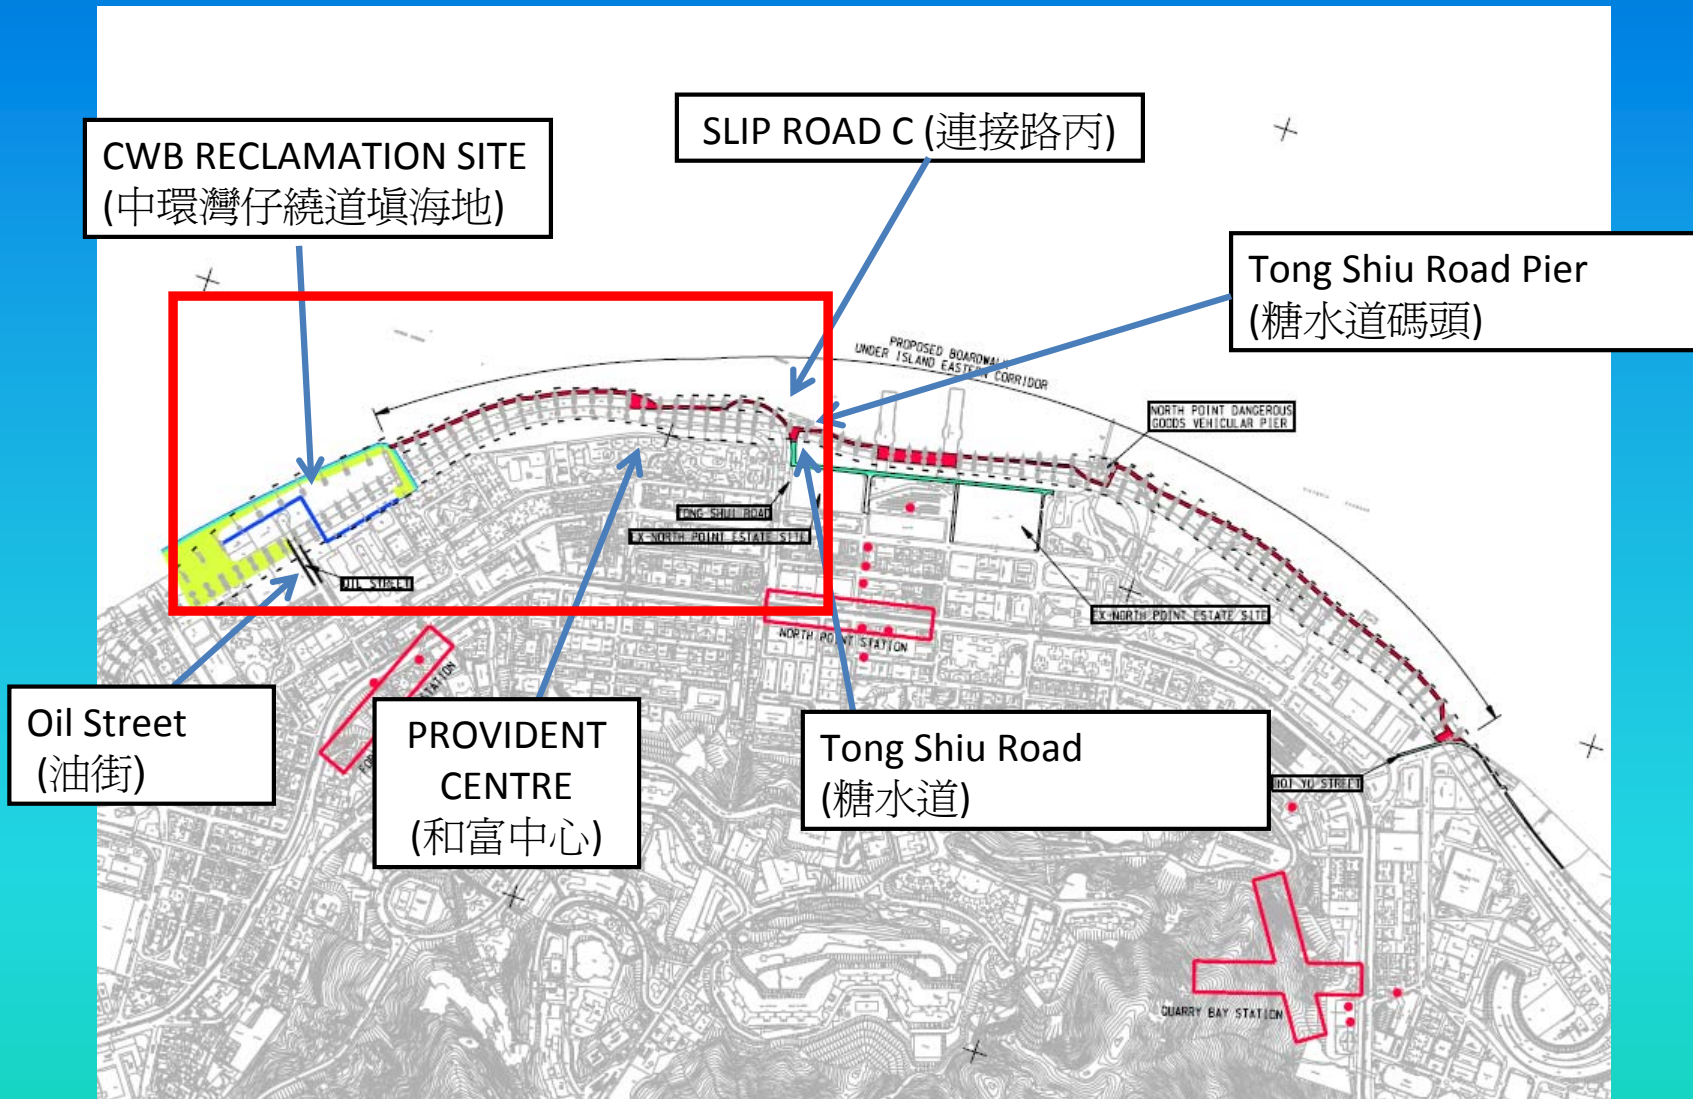 SLIP ROAD C (連接路丙)
CWB RECLAMATION SITE
(中環灣仔繞道塡海地)
Tong Shiu Road Pier
(糖水道碼頭)
PROPOSED BOARDWALK
UNDER ISLAND EASTERN CORRIDOR
NORTH POINT DANGEROUS
GOODS VEHICULAR PIER
TONG SHUI ROAD
EX-NORTH POINT ESTATE SITE
OIL STREET
EX-NORTH POINT ESTATE SITE
NORTH POINT STATION
STATION
Oil Street
(油街)
PROVIDENT
CENTRE
(和富中心)
Tong Shiu Road
(糖水道)
HOI YU STREET
QUARRY BAY STATION